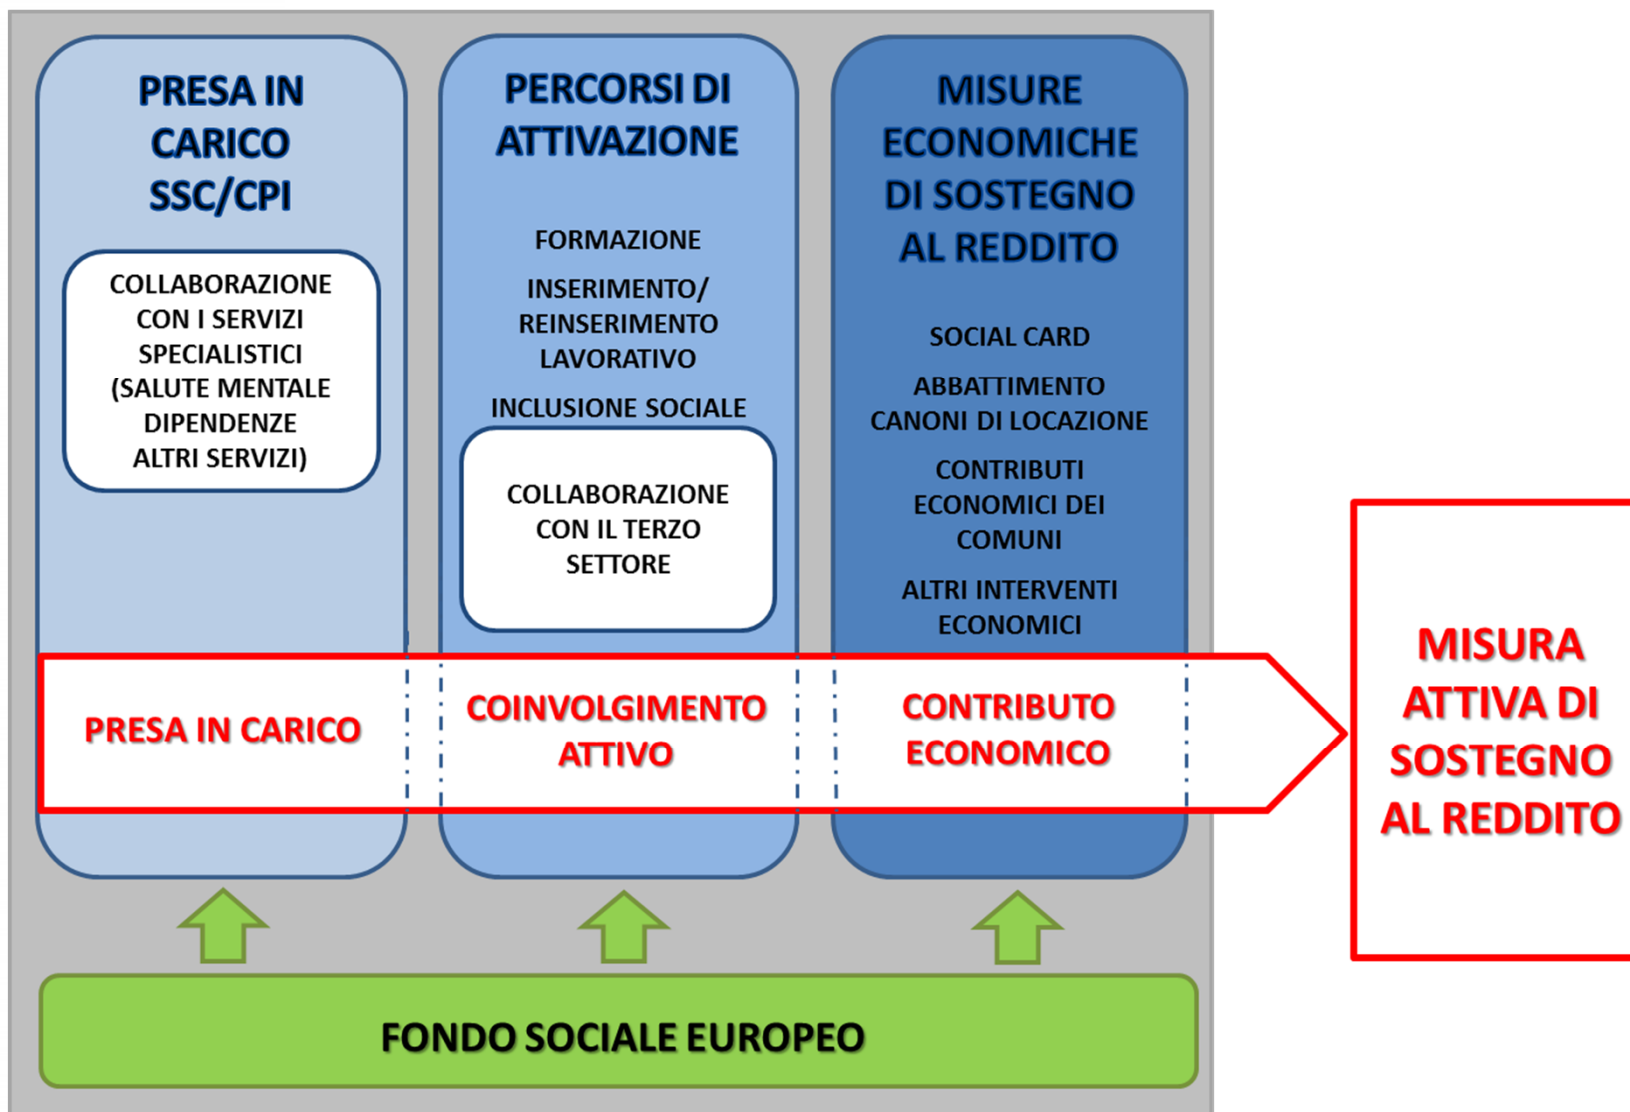 PRESA IN
CARICO
SSC/CPI
COLLABORAZIONE
CON I SERVIZI
SPECIALISTICI
(SALUTE MENTALE
DIPENDENZE
ALTRI SERVIZI)
PERCORSI DI
ATTIVAZIONE
FORMAZIONE
INSERIMENTO/
REINSERIMENTO
LAVORATIVO
INCLUSIONE SOCIALE
COLLABORAZIONE
CON IL TERZO
SETTORE
MISURE
ECONOMICHE
DI SOSTEGNO
AL REDDITO
SOCIAL CARD
ABBATTIMENTO
CANONI DI LOCAZIONE
CONTRIBUTI
ECONOMICI DEI
COMUNI
ALTRI INTERVENTI
ECONOMICI
PRESA IN CARICO
COINVOLGIMENTO
ATTIVO
CONTRIBUTO
ECONOMICO
MISURA
ATTIVA DI
SOSTEGNO
AL REDDITO
FONDO SOCIALE EUROPEO